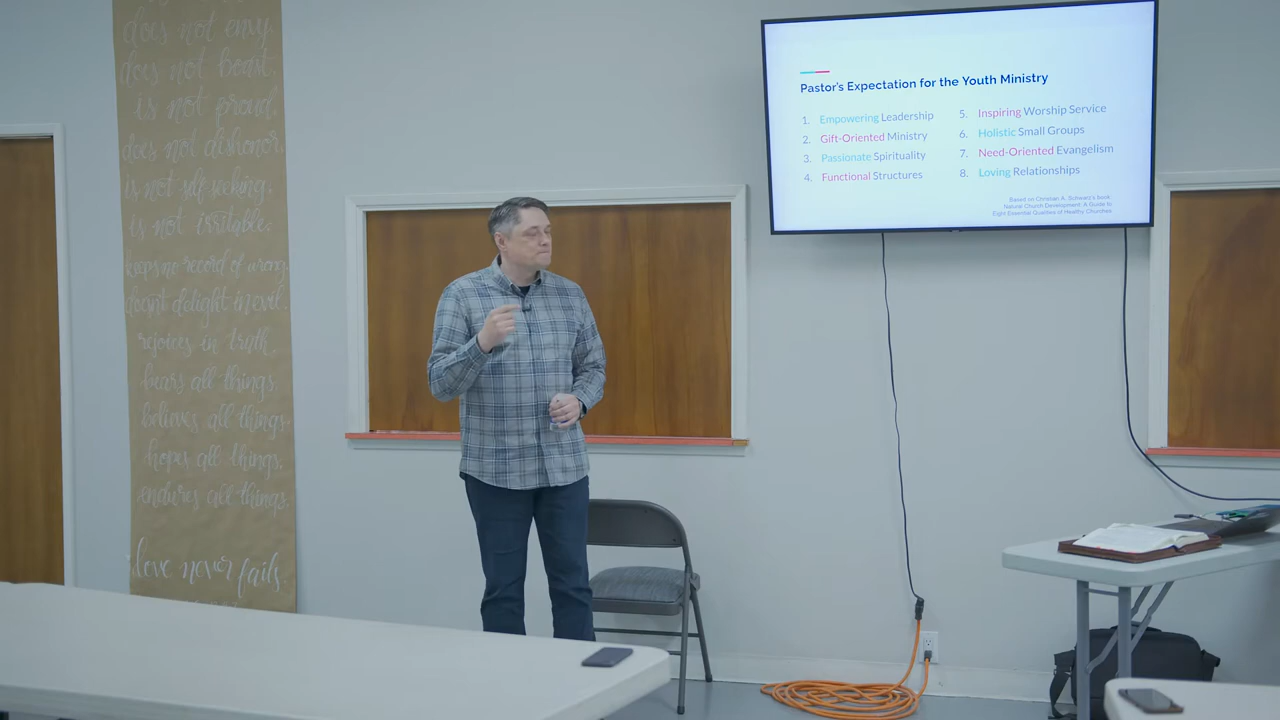 does not envy.
does not boast.
is not proud.
does not dishonor.
is not self-seeking.
is not irritable.
keeps no record of wrong.
doesnt delight in evil.
rejoices in truth
bears all things.
believes all things.
hopes all things.
endures all things.
love never fails
Pastor's Expectation for the Youth Ministry
1. Empowering Leadership
2. Gift-Oriented Ministry
3. Passionate Spirituality
4. Functional Structures
5. Inspiring Worship Service
6. Holistic Small Groups
7. Need-Oriented Evangelism
8. Loving Relationships
Based on Christian A. Schwarz's book:
Natural Church Development: A Guide to
Eight Essential Qualities of Healthy Churches